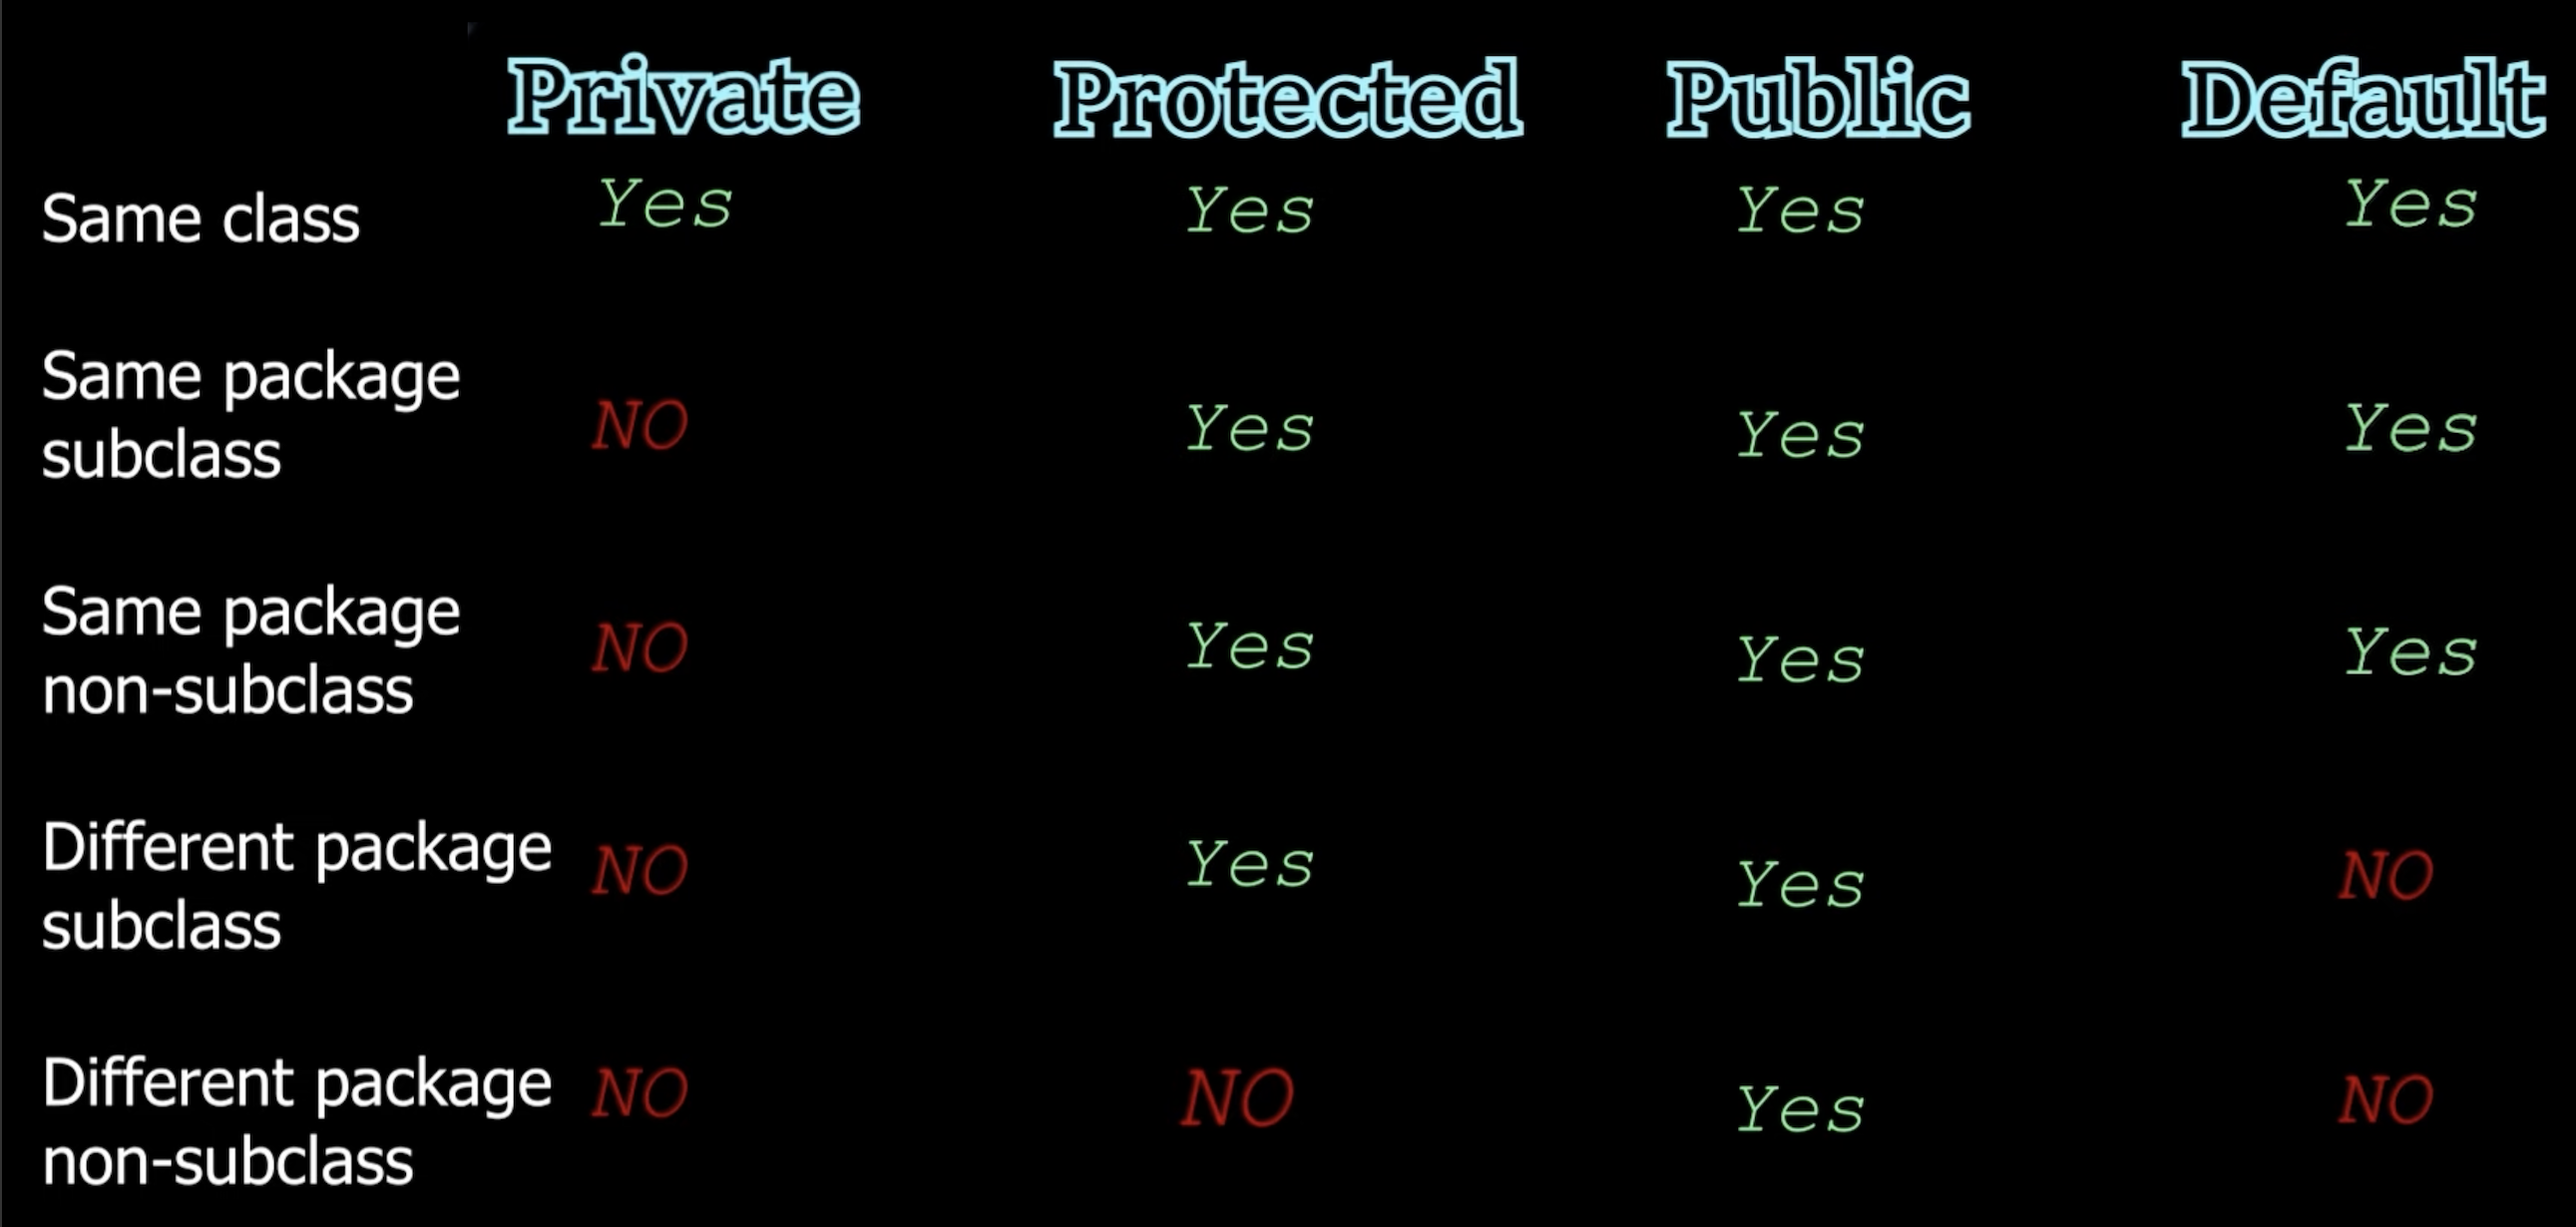 Private Protected Public Default
Same class Yes Yes Yes Yes
Same package
subclass NO Yes Yes Yes
Same package
non-subclass NO Yes Yes Yes
Different package
subclass NO Yes Yes NO
Different package
non-subclass NO NO Yes NO